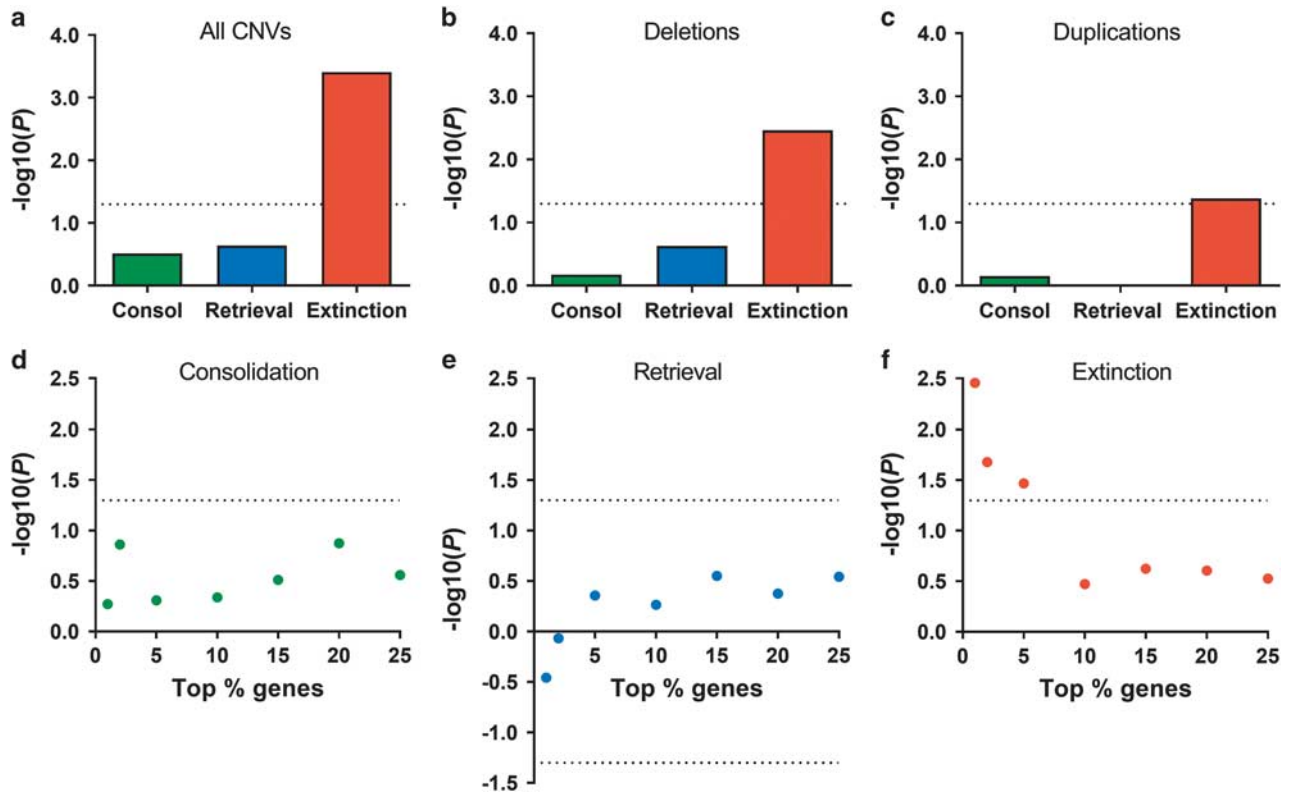 a
All CNVs
4.0
3.0
2.0
1.0
0.0
-log10(P)
Consol Retrieval Extinction
b
Deletions
4.0
3.0
2.0
1.0
0.0
-log10(P)
Consol Retrieval Extinction
c
Duplications
4.0
3.0
2.0
1.0
0.0
-log10(P)
Consol Retrieval Extinction
d
Consolidation
2.5
2.0
1.5
1.0
0.5
0.0
-log10(P)
0 5 10 15 20 25
Top % genes
e
Retrieval
2.5
2.0
1.5
1.0
0.5
0.0
-0.5
-1.0
-1.5
-log10(P)
5 10 15 20 25
Top % genes
f
Extinction
2.5
2.0
1.5
1.0
0.5
0.0
-log10(P)
0 5 10 15 20 25
Top % genes